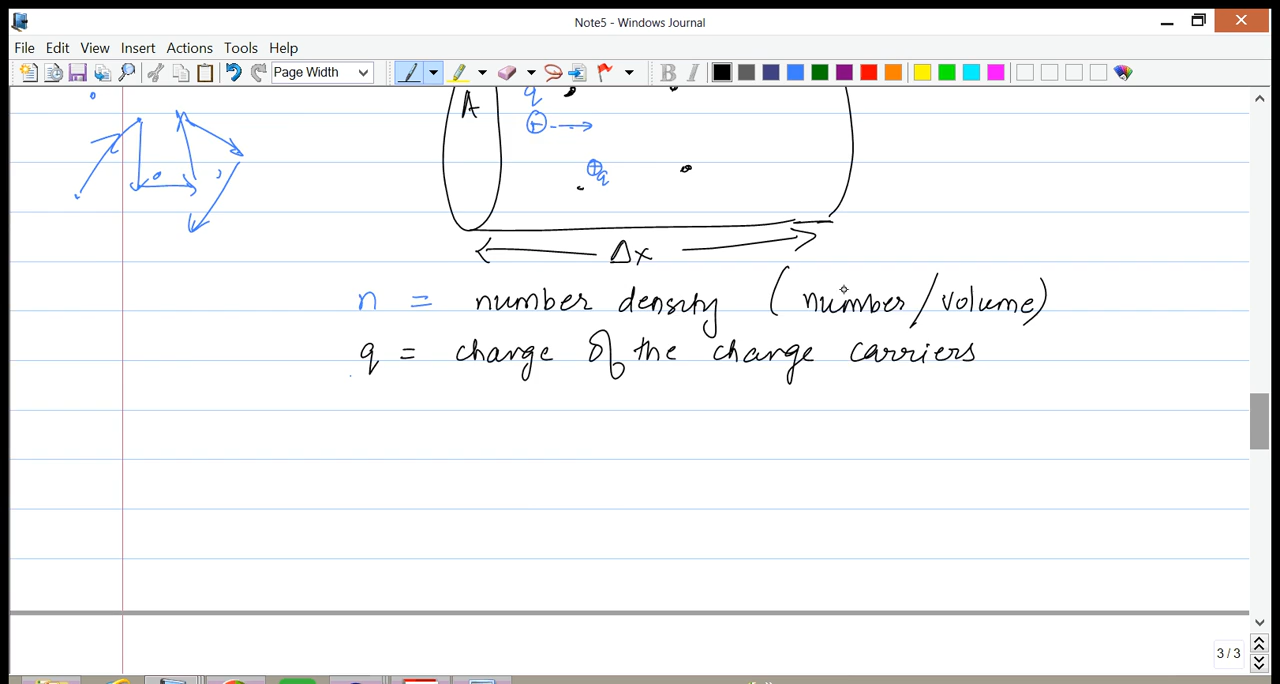 Note5 - Windows Journal
File Edit View Insert Actions Tools Help
Page Width
B I
A q
q
Δx
n = number density (number/volume)
q = charge of the charge carriers
3 / 3